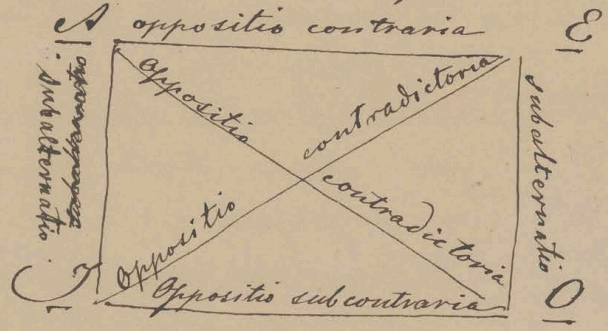 A oppositio contraria E
oppositio contradictoria
oppositio contradictoria
subalternatio
subalternatio
I Oppositio subcontraria O